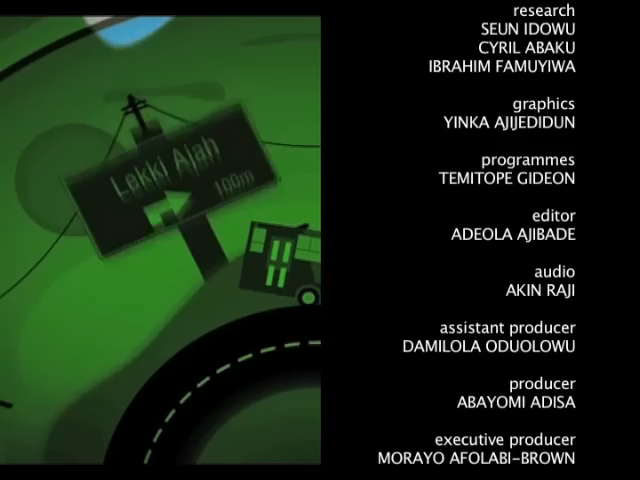 Lekki Ajah
100m
research
SEUN IDOWU
CYRIL ABAKU
IBRAHIM FAMUYIWA
graphics
YINKA AJIJEDIDUN
programmes
TEMITOPE GIDEON
editor
ADEOLA AJIBADE
audio
AKIN RAJI
assistant producer
DAMILOLA ODUOLOWU
producer
ABAYOMI ADISA
executive producer
MORAYO AFOLABI-BROWN